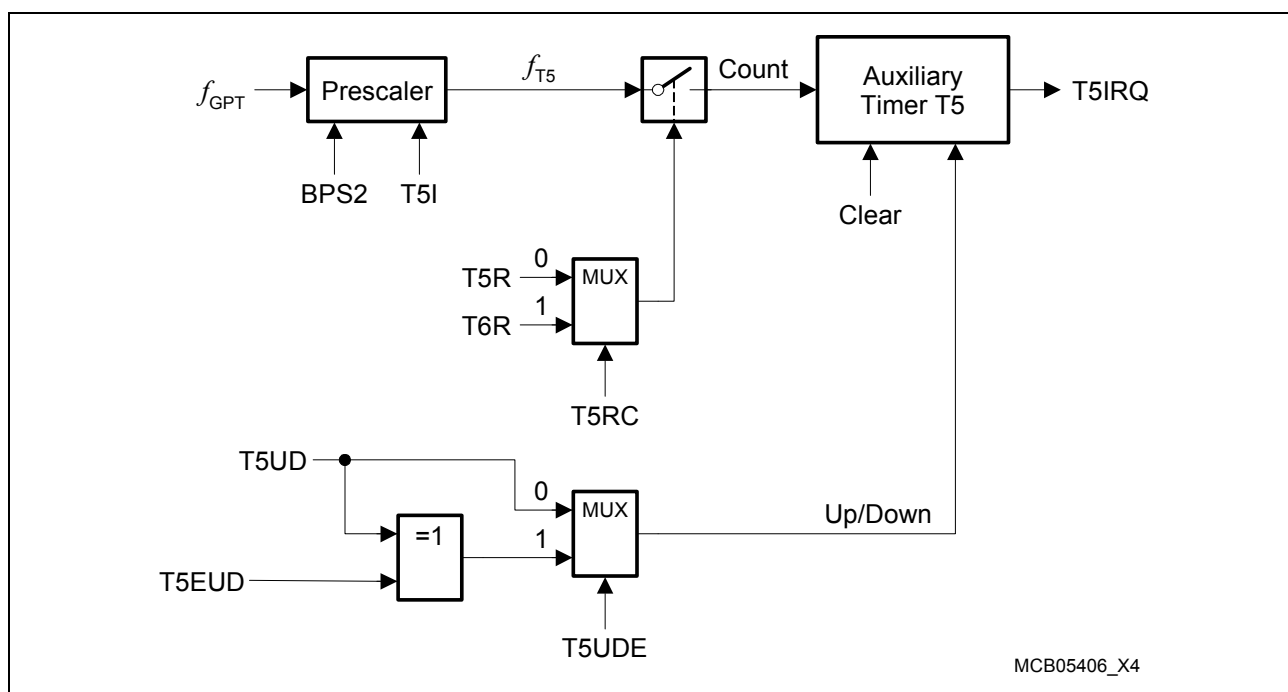 fGPT
Prescaler
fT5
Count
Auxiliary
Timer T5
T5IRQ
BPS2
T5I
Clear
T5R
0
MUX
T6R
1
T5RC
T5UD
0
MUX
Up/Down
=1
1
T5EUD
T5UDE
MCB05406_X4